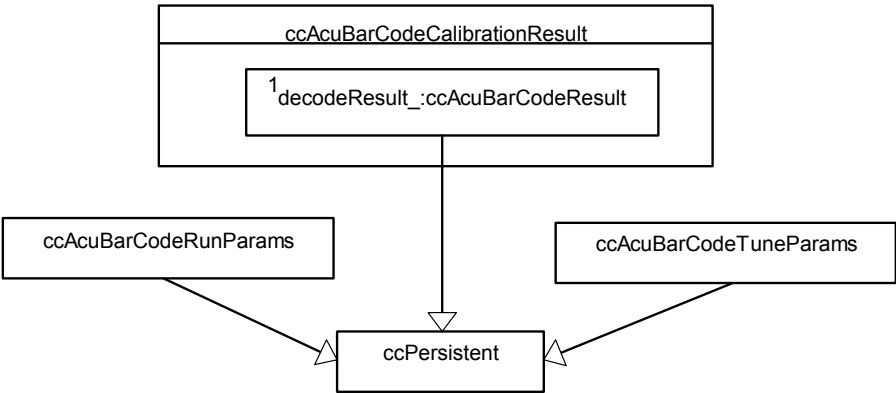 ccAcuBarCodeCalibrationResult
1decodeResult_:ccAcuBarCodeResult
ccAcuBarCodeRunParams
ccAcuBarCodeTuneParams
ccPersistent